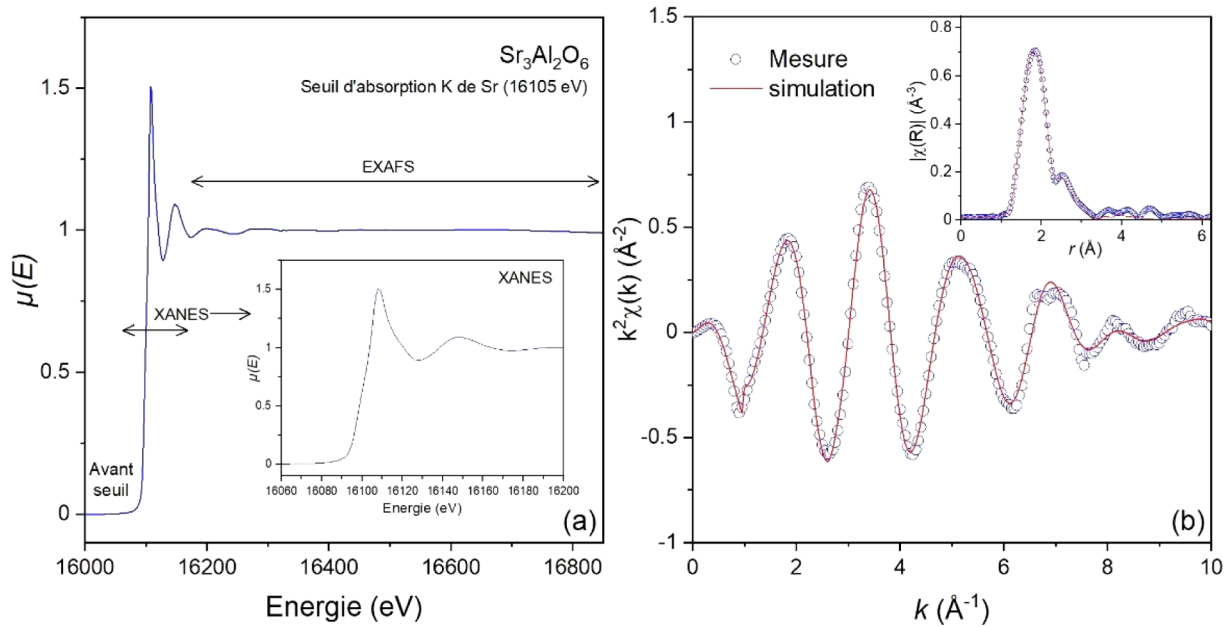 Sr₃Al₂O₆
Seuil d'absorption K de Sr (16105 eV)
EXAFS
XANES
Avant
seuil
(a)
μ(E)
1.5
1
0.5
0
16000
16200
16400
16600
16800
Energie (eV)
XANES
μ(E)
1.5
1
0.5
0
16060
16080
16100
16120
16140
16160
16180
16200
Energie (eV)
Mesure
simulation
(b)
k²χ(k) (Å⁻²)
1.5
1
0.5
0
-0.5
-1
0
2
4
6
8
10
k (Å⁻¹)
|χ(R)| (Å⁻³)
0.8
0.6
0.4
0.2
0
0
2
4
6
r (Å)